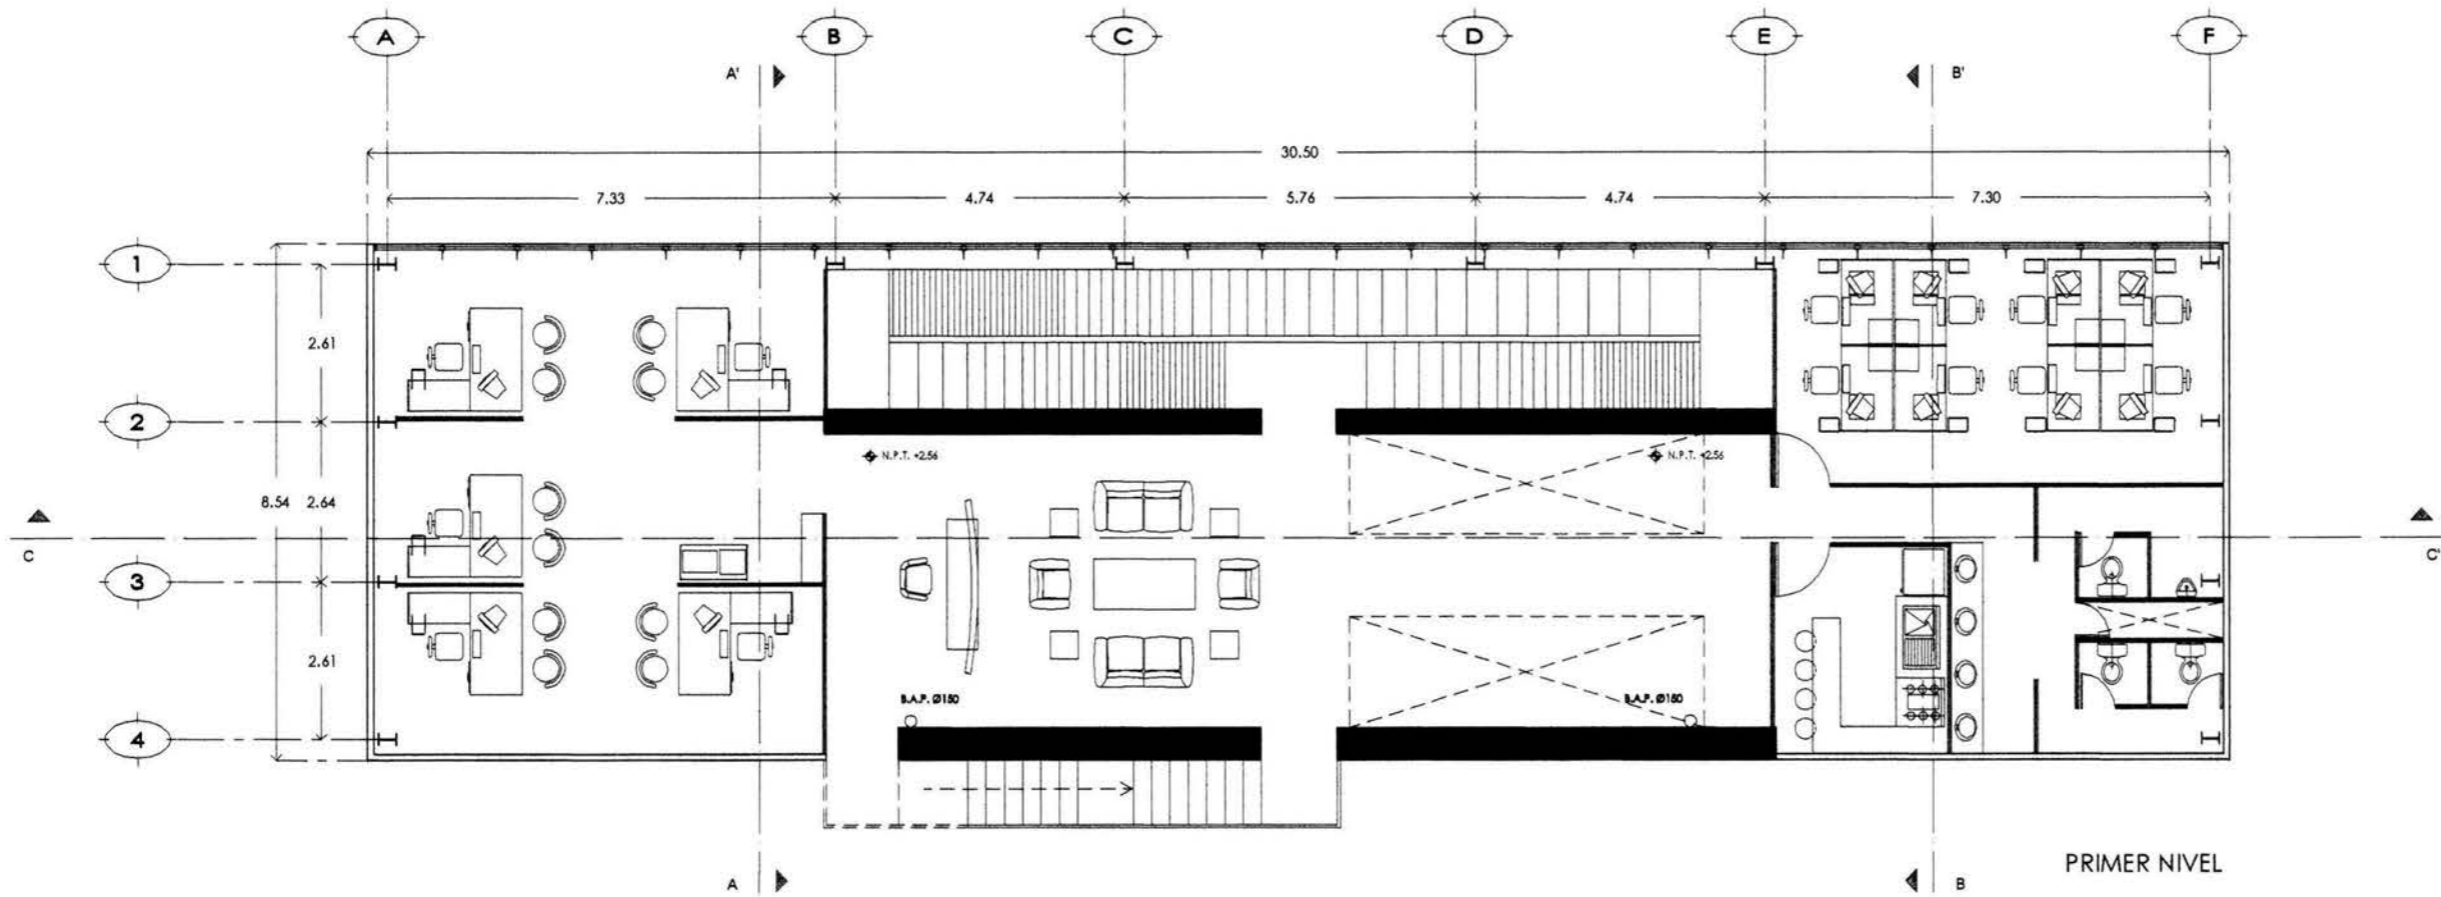 A B C D E F
A' B'
30.50
7.33 4.74 5.76 4.74 7.30
1
2.61
2
N.P.T. +2.56 N.P.T. +2.56
8.54 2.64
C C'
3
2.61
B.A.P. Ø150 B.A.P. Ø150
4
PRIMER NIVEL
A B